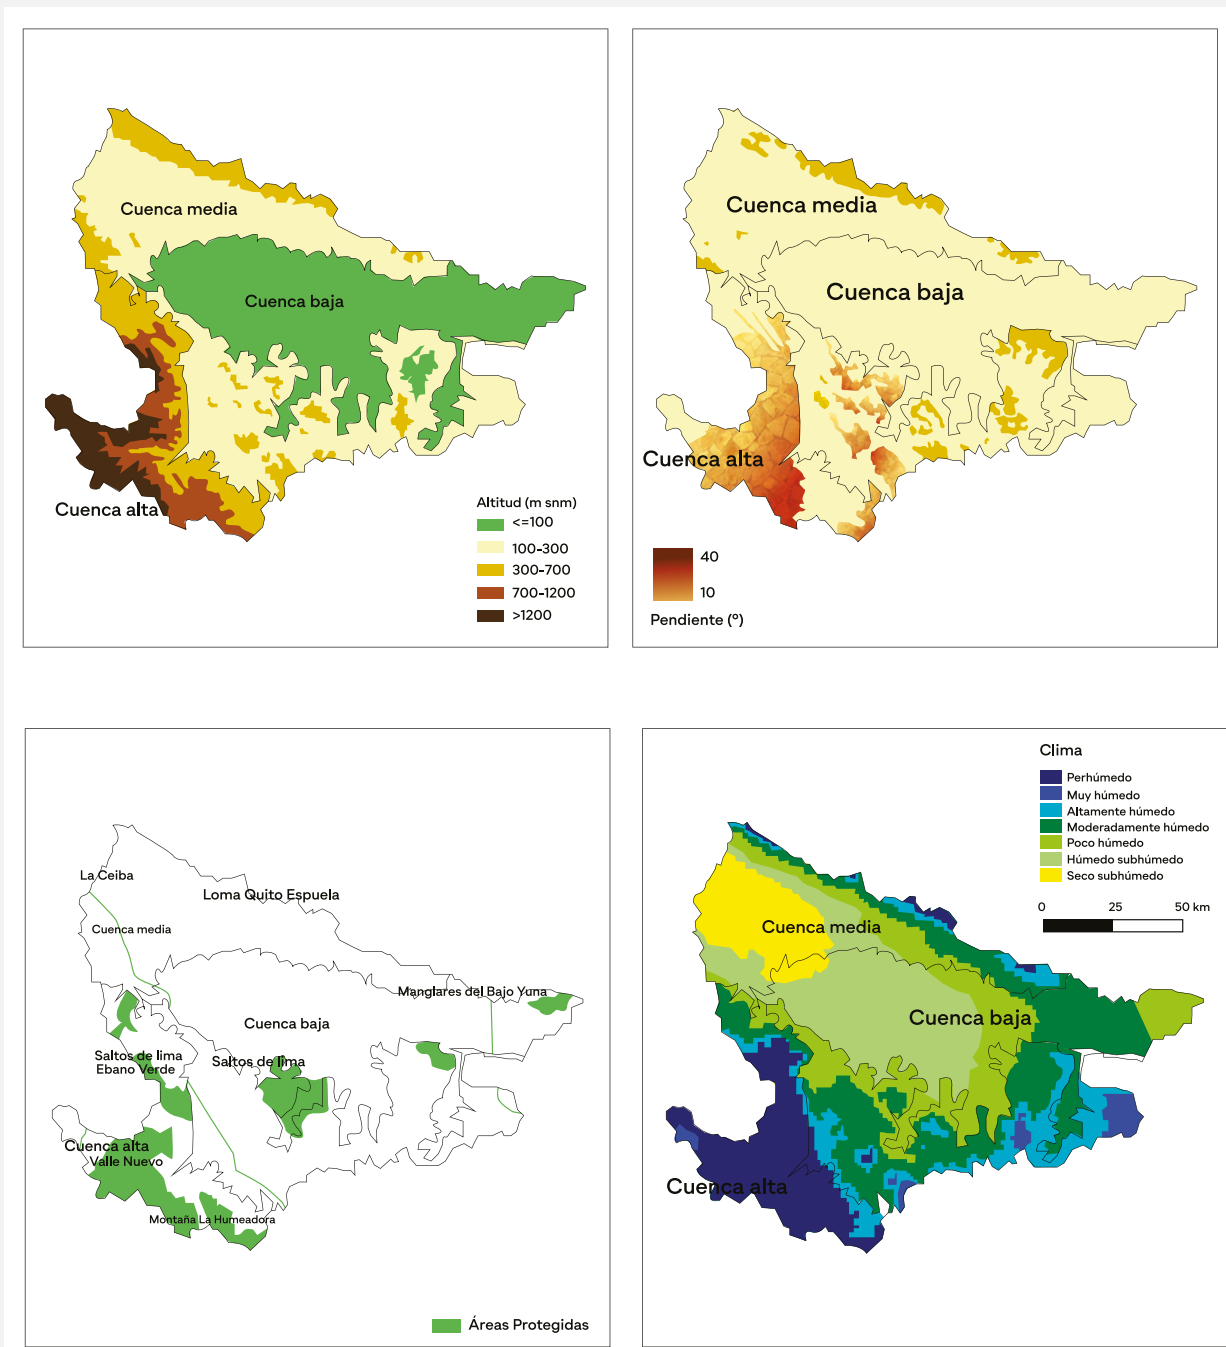 Cuenca media
Cuenca baja
Cuenca alta
Altitud (m snm)
<=100
100-300
300-700
700-1200
>1200
Cuenca media
Cuenca baja
Cuenca alta
40
10
Pendiente (º)
La Ceiba
Loma Quito Espuela
Cuenca media
Manglares del Bajo Yuna
Cuenca baja
Saltos de lima
Ebano Verde
Saltos de lima
Cuenca alta
Valle Nuevo
Montaña La Humeadora
Áreas Protegidas
Clima
Perhúmedo
Muy húmedo
Altamente húmedo
Moderadamente húmedo
Poco húmedo
Húmedo subhúmedo
Seco subhúmedo
0 25 50 km
Cuenca media
Cuenca baja
Cuenca alta